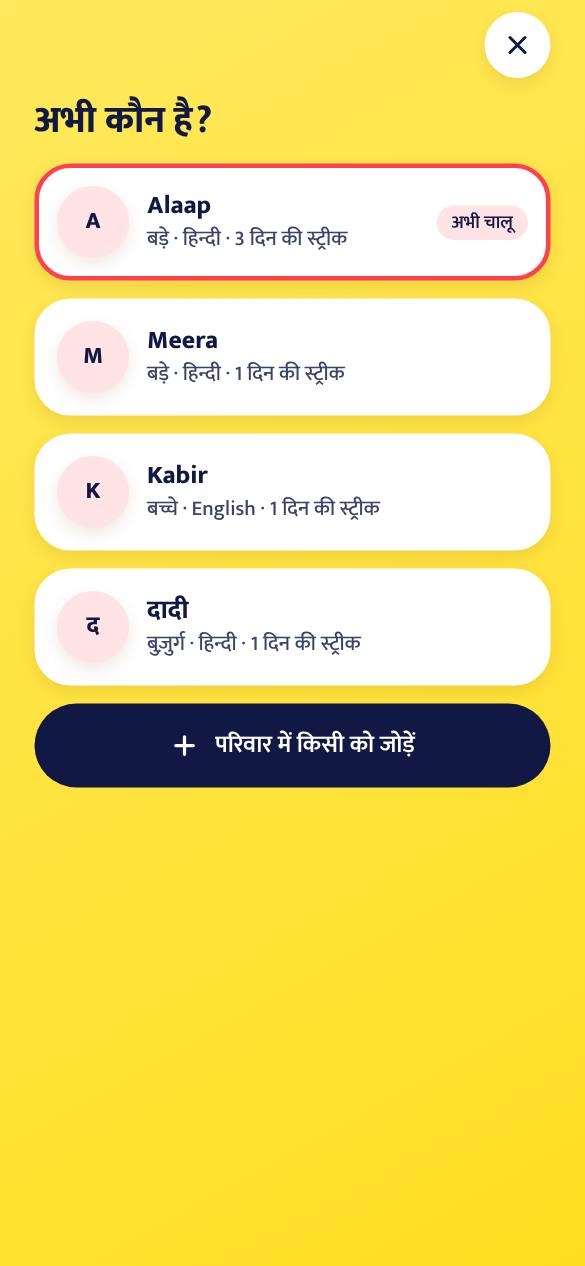 अभी कौन है?
A
Alaap
बड़े · हिन्दी · 3 दिन की स्ट्रीक
अभी चालू
M
Meera
बड़े · हिन्दी · 1 दिन की स्ट्रीक
K
Kabir
बच्चे · English · 1 दिन की स्ट्रीक
द
दादी
बुज़ुर्ग · हिन्दी · 1 दिन की स्ट्रीक
+ परिवार में किसी को जोड़ें